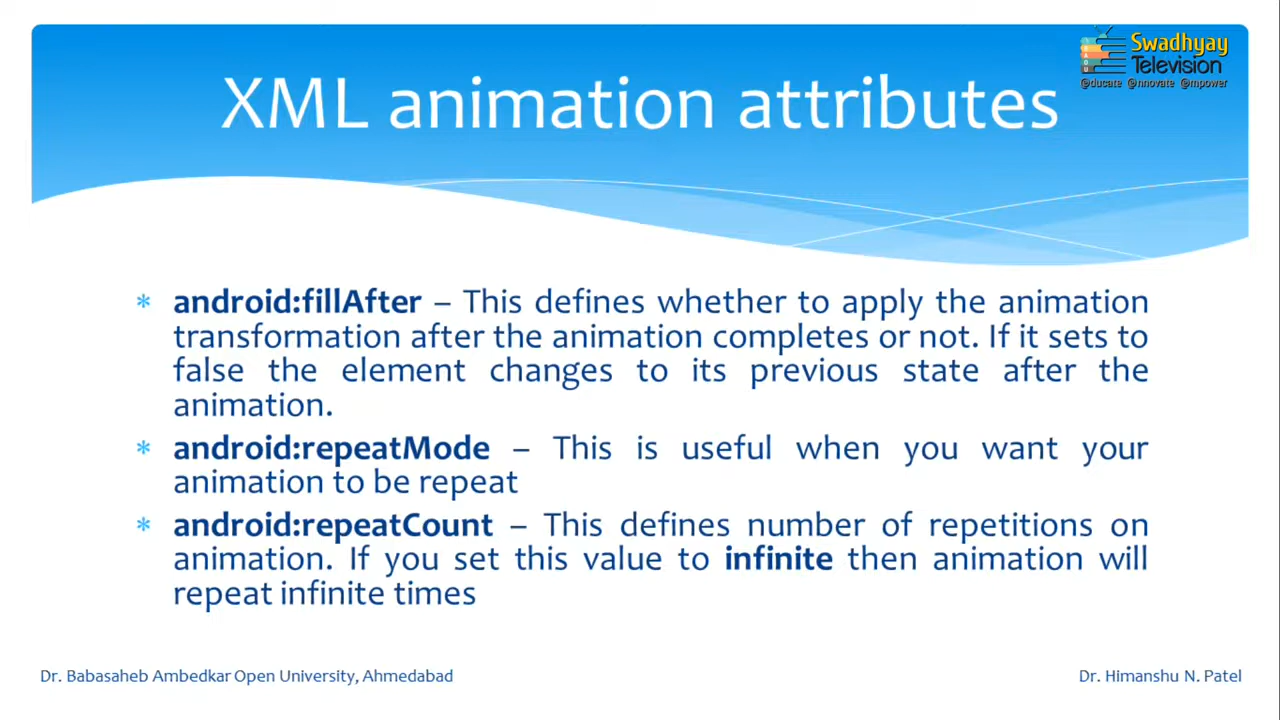 Swadhyay
Television
@ducate @nnovate @mpower
XML animation attributes
* android:fillAfter – This defines whether to apply the animation
transformation after the animation completes or not. If it sets to
false the element changes to its previous state after the
animation.
* android:repeatMode – This is useful when you want your
animation to be repeat
* android:repeatCount – This defines number of repetitions on
animation. If you set this value to infinite then animation will
repeat infinite times
Dr. Babasaheb Ambedkar Open University, Ahmedabad
Dr. Himanshu N. Patel